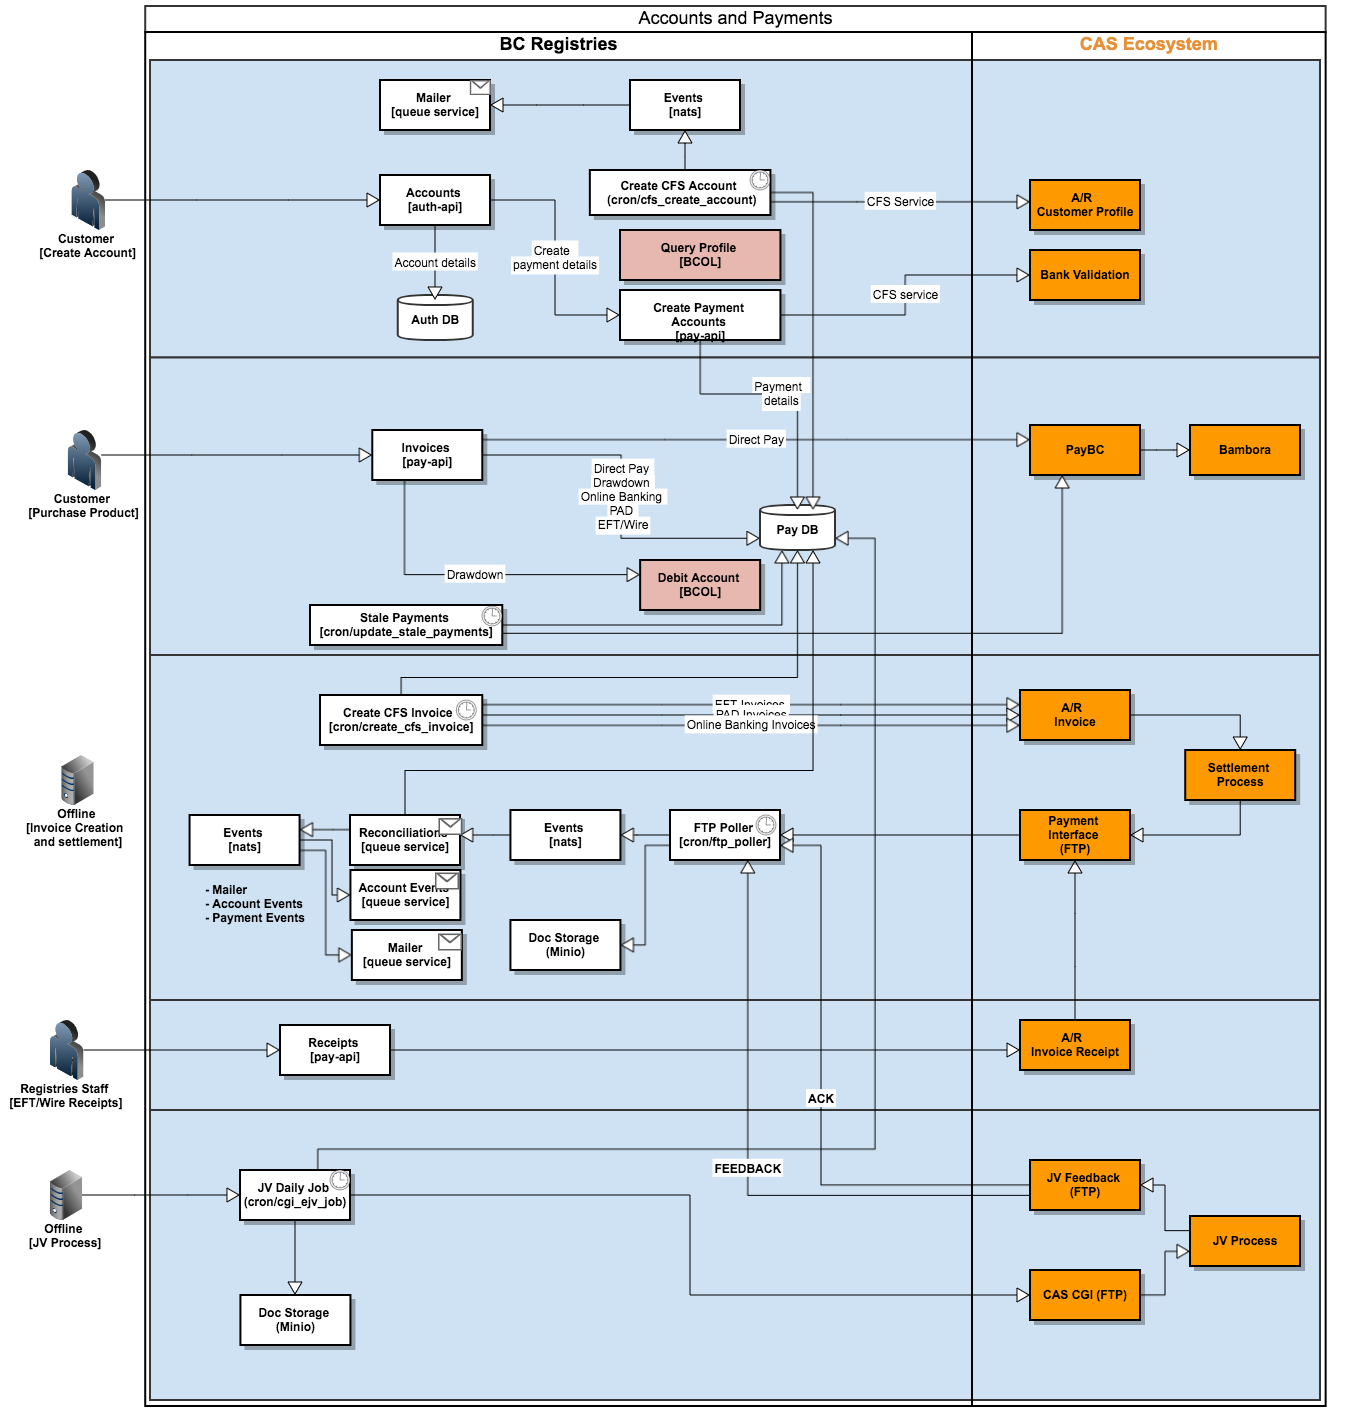 Accounts and Payments
BC Registries
CAS Ecosystem
Mailer
[queue service]
Events
[nats]
Customer
[Create Account]
Accounts
[auth-api]
Create CFS Account
(cron/cfs_create_account)
CFS Service
A/R
Customer Profile
Account details
Create
payment details
Query Profile
[BCOL]
Bank Validation
Auth DB
Create Payment
Accounts
[pay-api]
CFS service
Payment
details
Customer
[Purchase Product]
Invoices
[pay-api]
Direct Pay
PayBC
Bambora
Direct Pay
Drawdown
Online Banking
PAD
EFT/Wire
Pay DB
Drawdown
Debit Account
[BCOL]
Stale Payments
[cron/update_stale_payments]
Create CFS Invoice
[cron/create_cfs_invoice]
EFT Invoices
PAD Invoices
Online Banking Invoices
A/R
Invoice
Settlement
Process
Offline
[Invoice Creation
and settlement]
Events
[nats]
Reconciliations
[queue service]
Events
[nats]
FTP Poller
[cron/ftp_poller]
Payment
Interface
(FTP)
- Mailer
- Account Events
- Payment Events
Account Events
[queue service]
Mailer
[queue service]
Doc Storage
(Minio)
Registries Staff
[EFT/Wire Receipts]
Receipts
[pay-api]
A/R
Invoice Receipt
ACK
FEEDBACK
Offline
[JV Process]
JV Daily Job
(cron/cgi_ejv_job)
JV Feedback
(FTP)
JV Process
CAS CGI (FTP)
Doc Storage
(Minio)